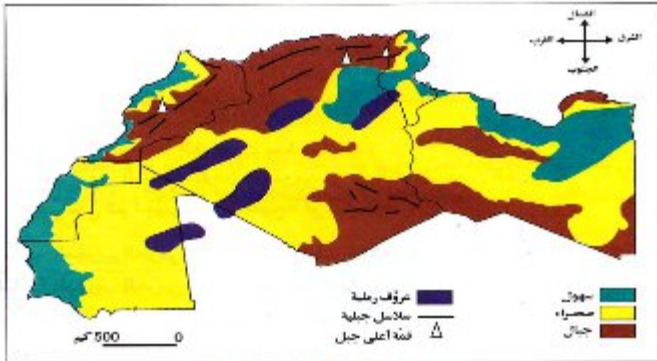 الشمال
الشرق
الغرب
الجنوب
سهول
صحراء
جبال
عروق رملية
سلاسل جبلية
قمة أعلى جبل
500 كم
0